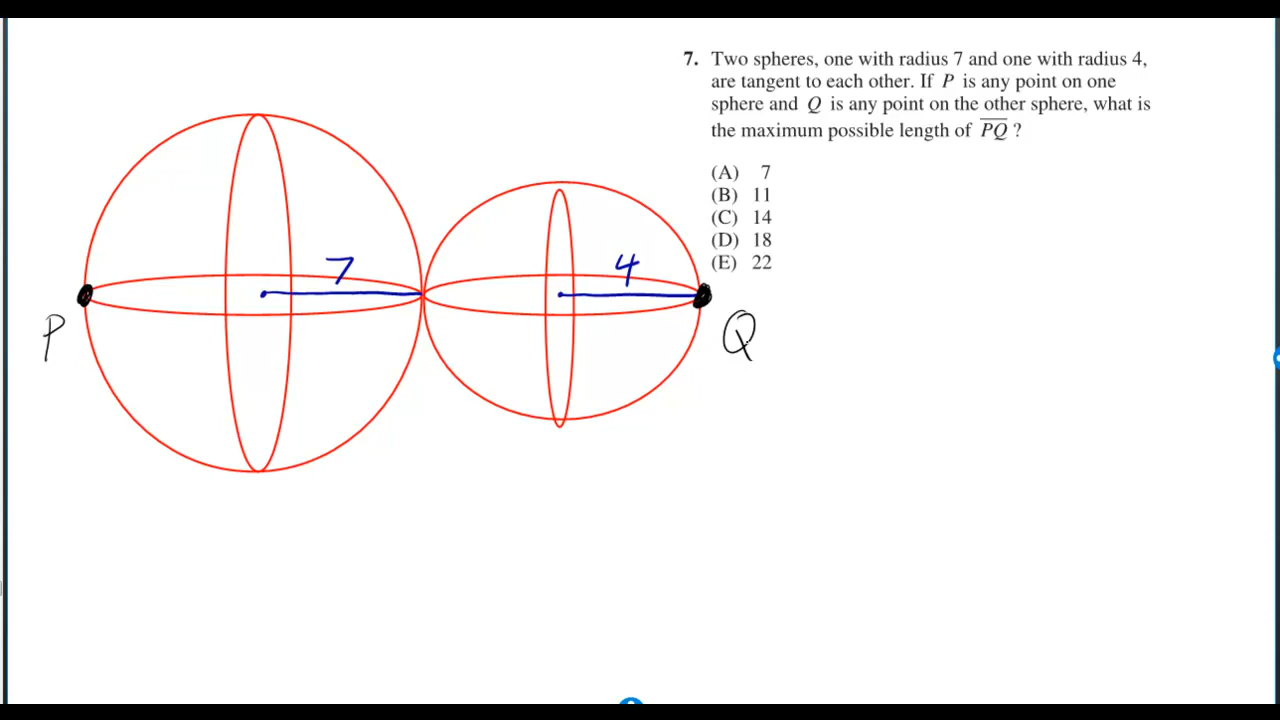 7. Two spheres, one with radius 7 and one with radius 4,
are tangent to each other. If P is any point on one
sphere and Q is any point on the other sphere, what is
the maximum possible length of P̅Q̅ ?
(A) 7
(B) 11
(C) 14
(D) 18
(E) 22
7
4
P
Q